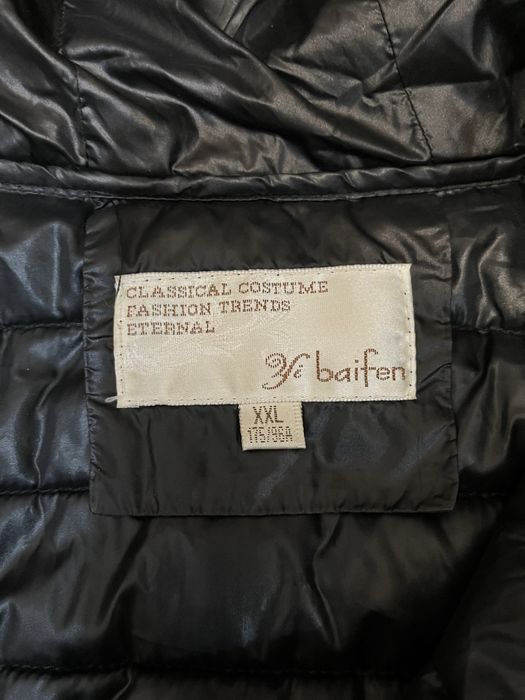 CLASSICAL COSTUME
FASHION TRENDS
ETERNAL
Yi baifen
XXL
175/96A